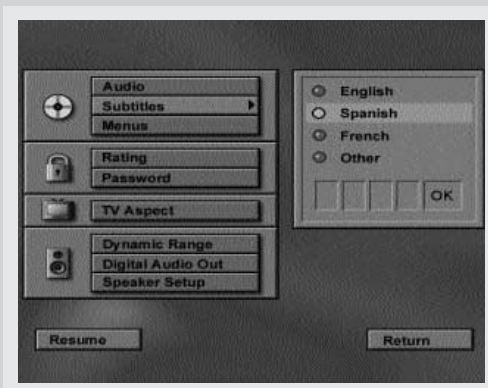 Audio
Subtitles
Menus
Rating
Password
TV Aspect
Dynamic Range
Digital Audio Out
Speaker Setup
English
Spanish
French
Other
OK
Resume
Return